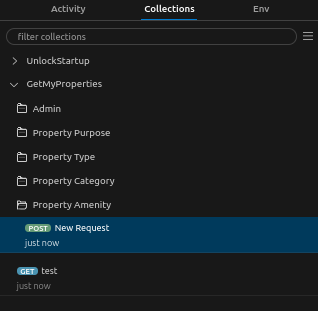 Activity Collections Env
filter collections
UnlockStartup
GetMyProperties
Admin
Property Purpose
Property Type
Property Category
Property Amenity
POST New Request
just now
GET test
just now